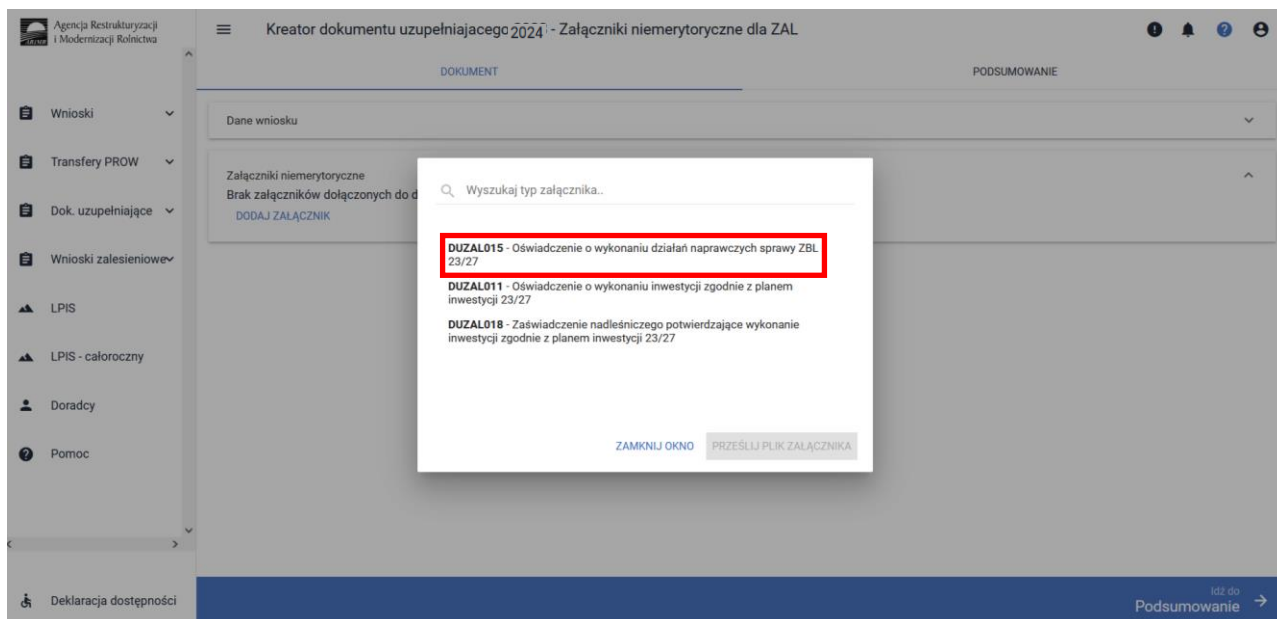 Agencja Restrukturyzacji
i Modernizacji Rolnictwa
Kreator dokumentu uzupełniajacego 2024 - Załączniki niemerytoryczne dla ZAL
DOKUMENT
PODSUMOWANIE
Wnioski
Transfery PROW
Dok. uzupełniające
Wnioski zalesieniowe
LPIS
LPIS - całoroczny
Doradcy
Pomoc
Deklaracja dostępności
Dane wniosku
Załączniki niemerytoryczne
Brak załączników dołączonych do d
DODAJ ZAŁĄCZNIK
Wyszukaj typ załącznika..
DUZAL015 - Oświadczenie o wykonaniu działań naprawczych sprawy ZBL
23/27
DUZAL011 - Oświadczenie o wykonaniu inwestycji zgodnie z planem
inwestycji 23/27
DUZAL018 - Zaświadczenie nadleśniczego potwierdzające wykonanie
inwestycji zgodnie z planem inwestycji 23/27
ZAMKNIJ OKNO
PRZEŚLIJ PLIK ZAŁĄCZNIKA
Idź do
Podsumowanie